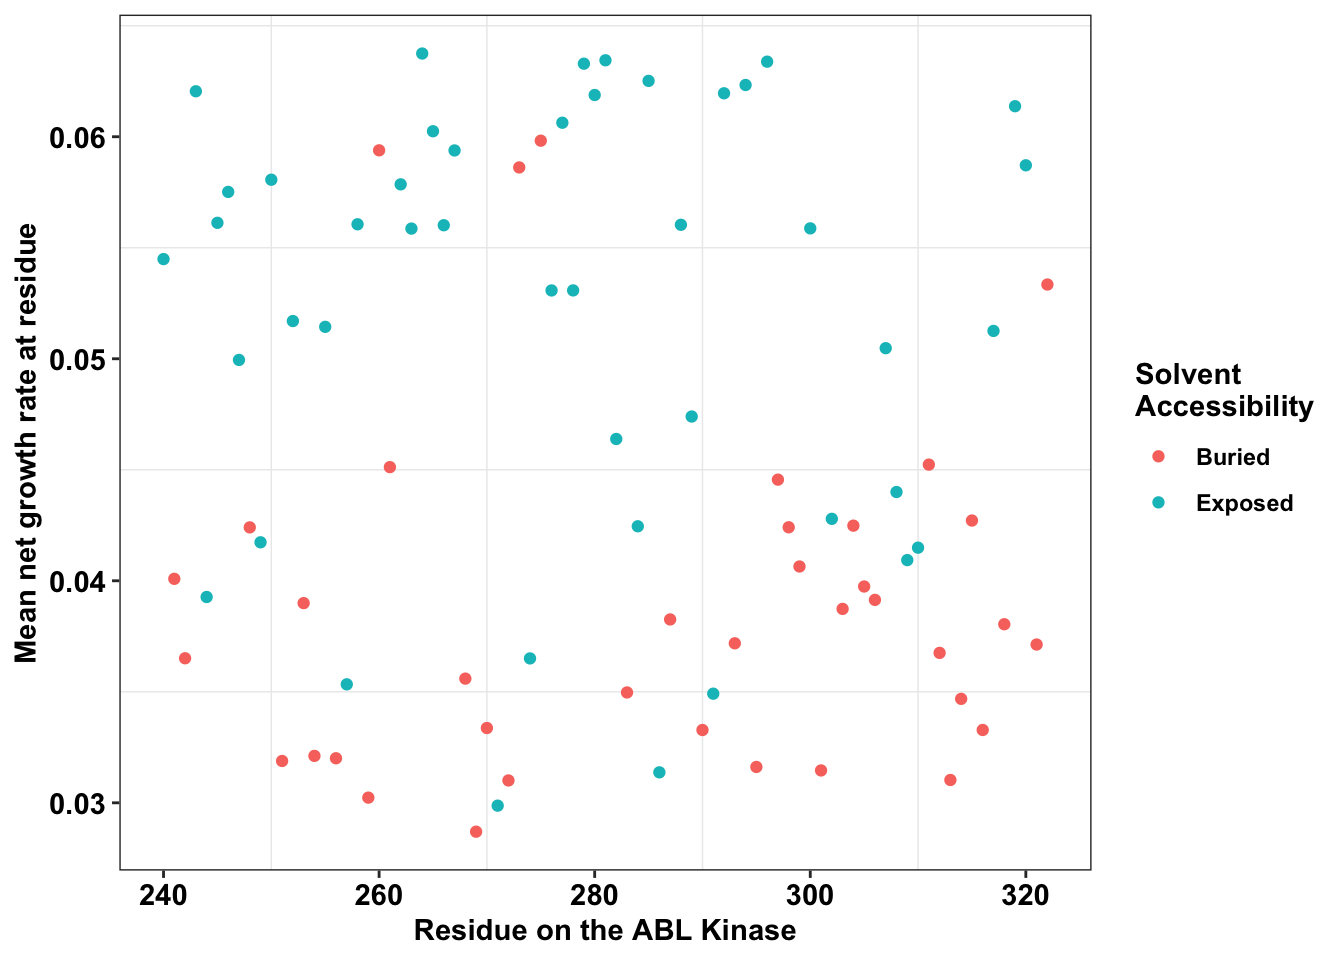 0.06
0.05
0.04
0.03
Mean net growth rate at residue
240 260 280 300 320
Residue on the ABL Kinase
Solvent
Accessibility
Buried
Exposed